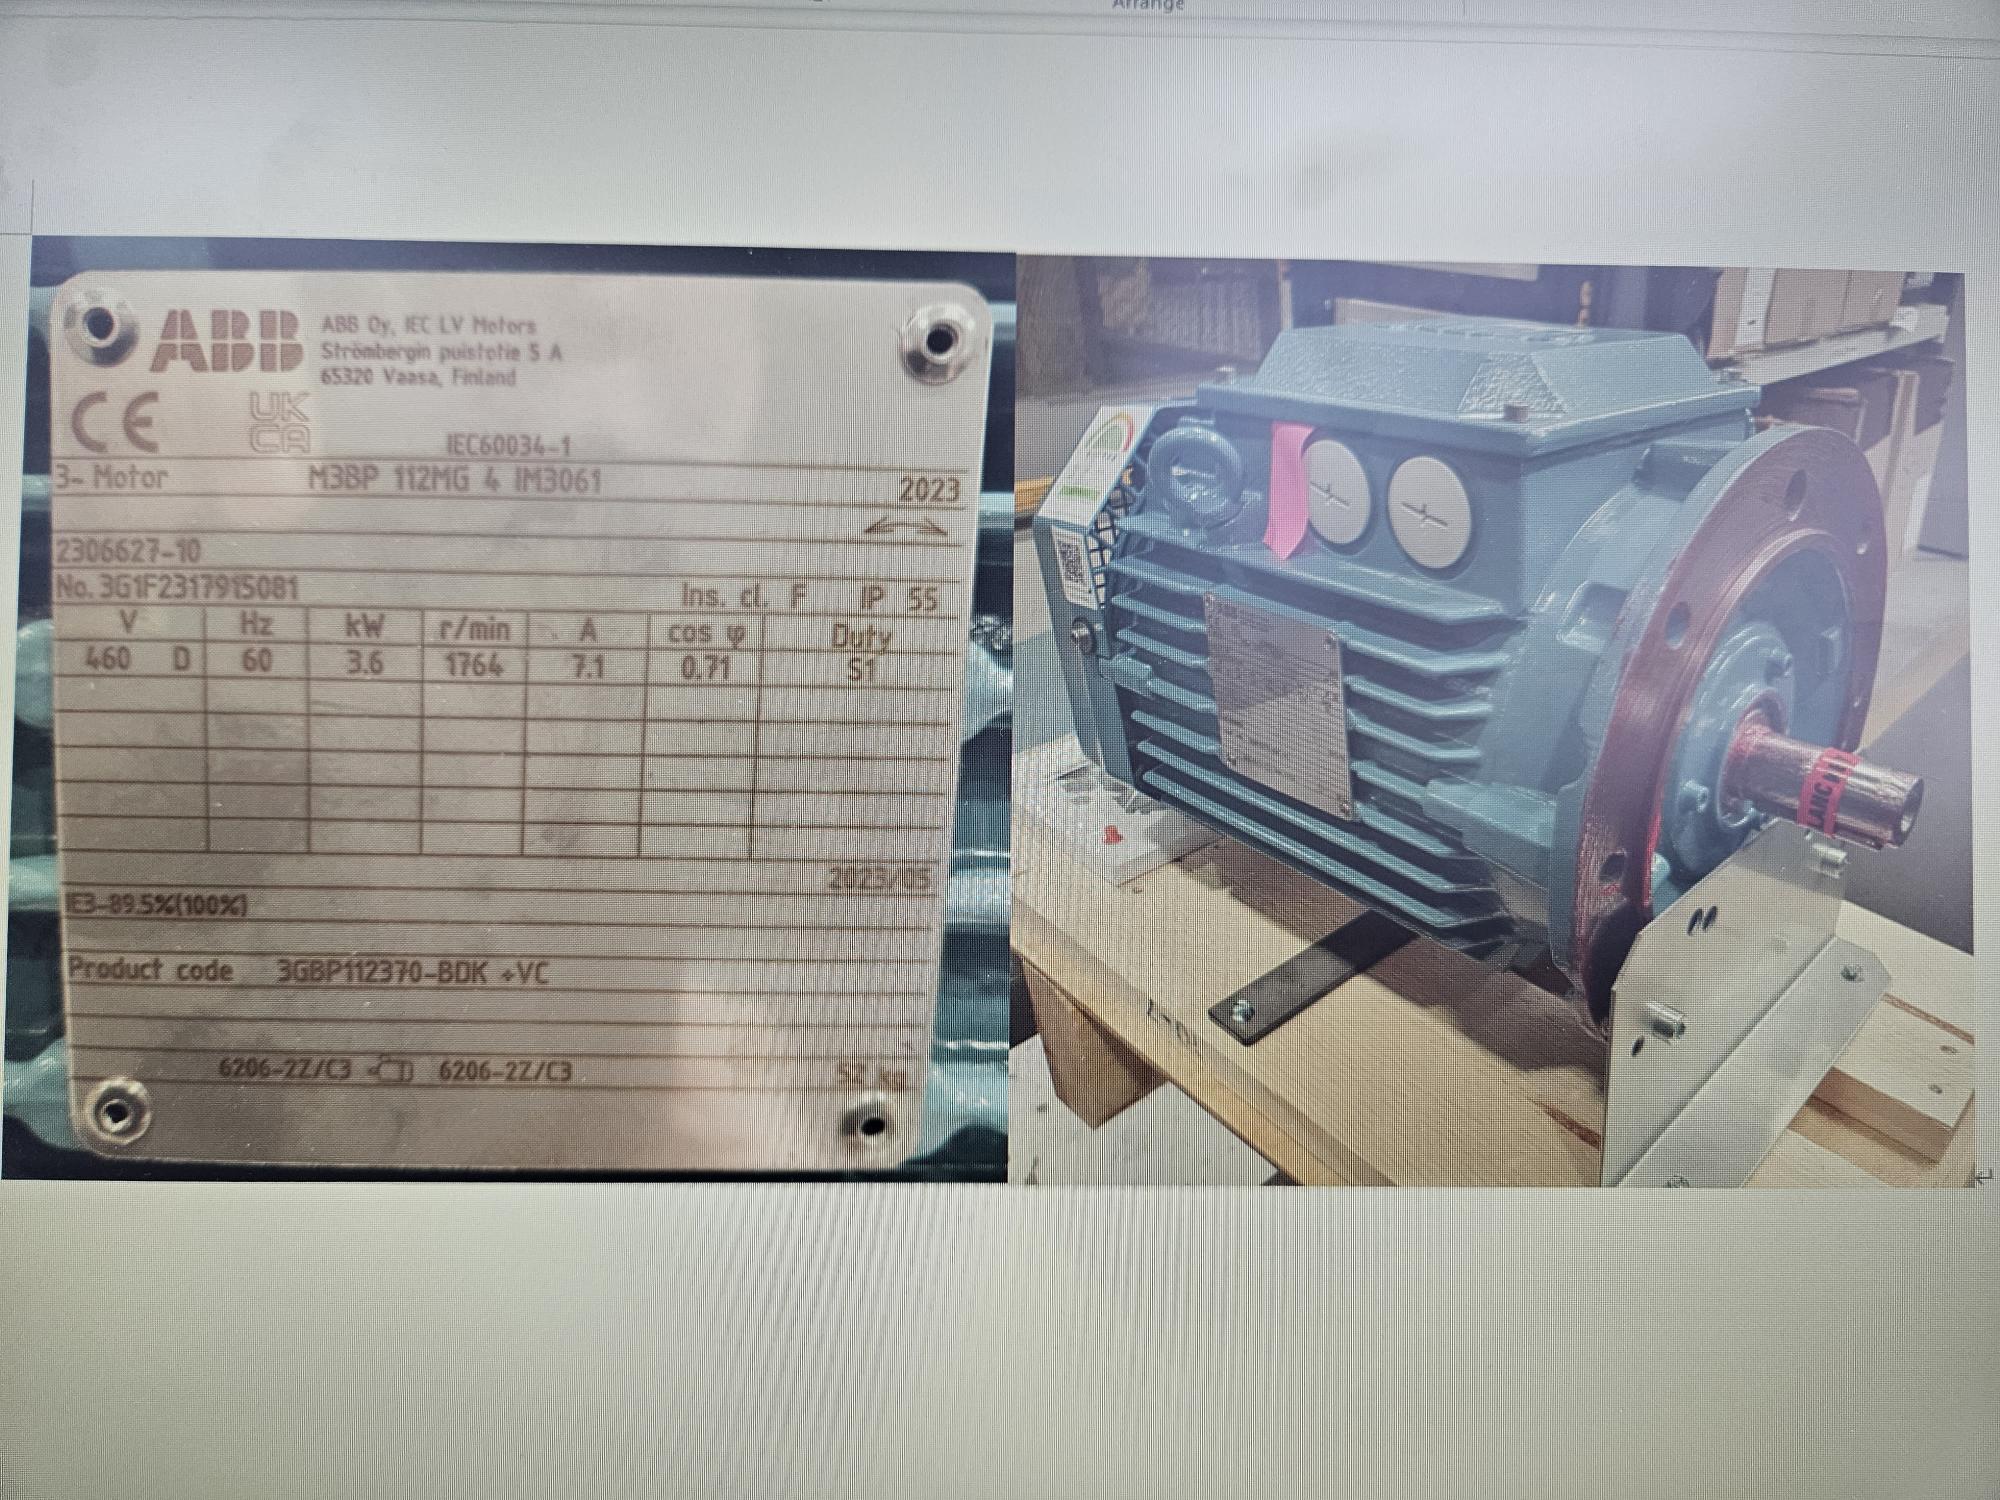 Arrange
ABB
ABB Oy, IEC LV Motors
Strömbergin puistotie 5 A
65320 Vaasa, Finland
CE
UK
CA
IEC60034-1
3~ Motor M3BP 112MG 4 IM3061 2023
2306627-10
No. 3G1F2317915081 Ins. cl. F IP 55
V Hz kW r/min A cos φ Duty
460 D 60 3.6 1764 7.1 0.71 S1
2023/05
IE3-89.5%(100%)
Product code 3GBP112370-BDK +VC
6206-2Z/C3 6206-2Z/C3 52 kg